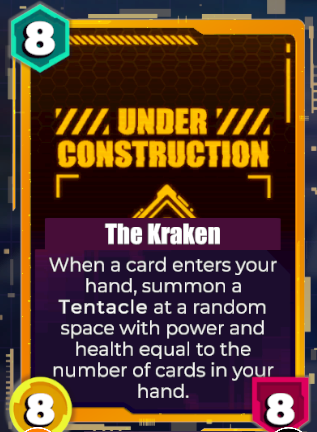 8
UNDER
CONSTRUCTION
The Kraken
When a card enters your
hand, summon a
Tentacle at a random
space with power and
health equal to the
number of cards in your
hand.
8
8